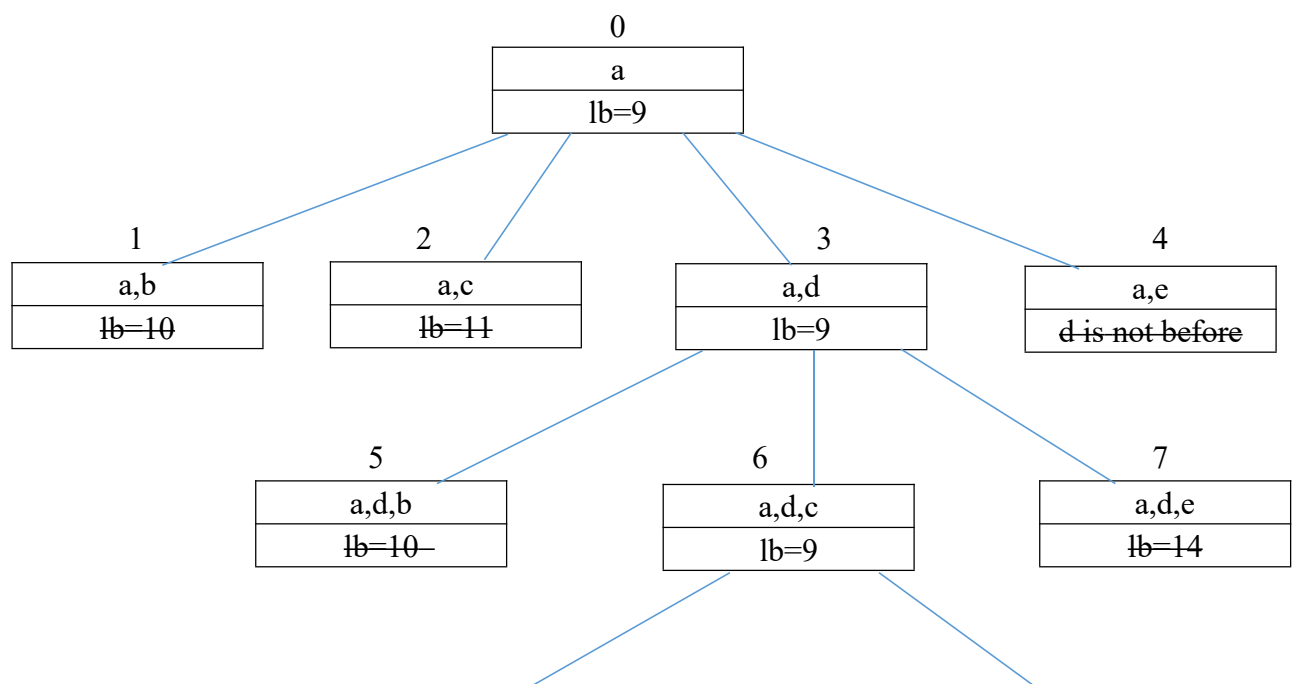 0
a
lb=9
1
2
3
4
a,b
a,c
a,d
a,e
lb=10
lb=11
lb=9
d is not before
5
6
7
a,d,b
a,d,c
a,d,e
lb=10
lb=9
lb=14